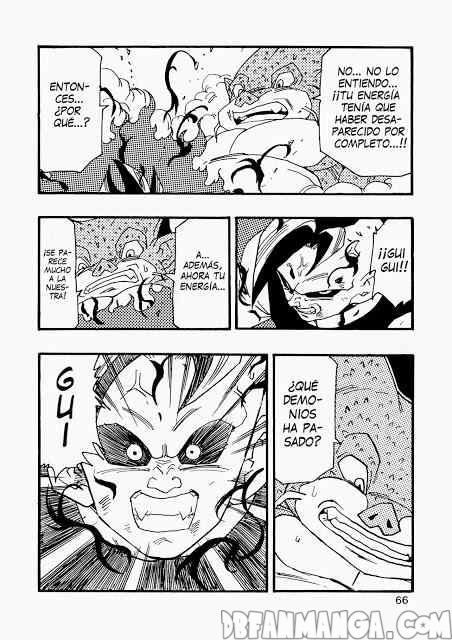 NO... NO LO
ENTIENDO...
¡¡TU ENERGÍA
TENÍA QUE
HABER DESA-
PARECIDO POR
COMPLETO...!!
ENTON-
CES...
¿POR
QUÉ...?
¡¡GUI
GUI!!
A...
ADEMÁS,
AHORA TU
ENERGÍA...
¡SE PA-
RECE
MUCHO
A LA
NUES-
TRA!
¿QUÉ
DEMO-
NIOS
HA PA-
SADO?
GUI
66
DBFANMANGA.COM